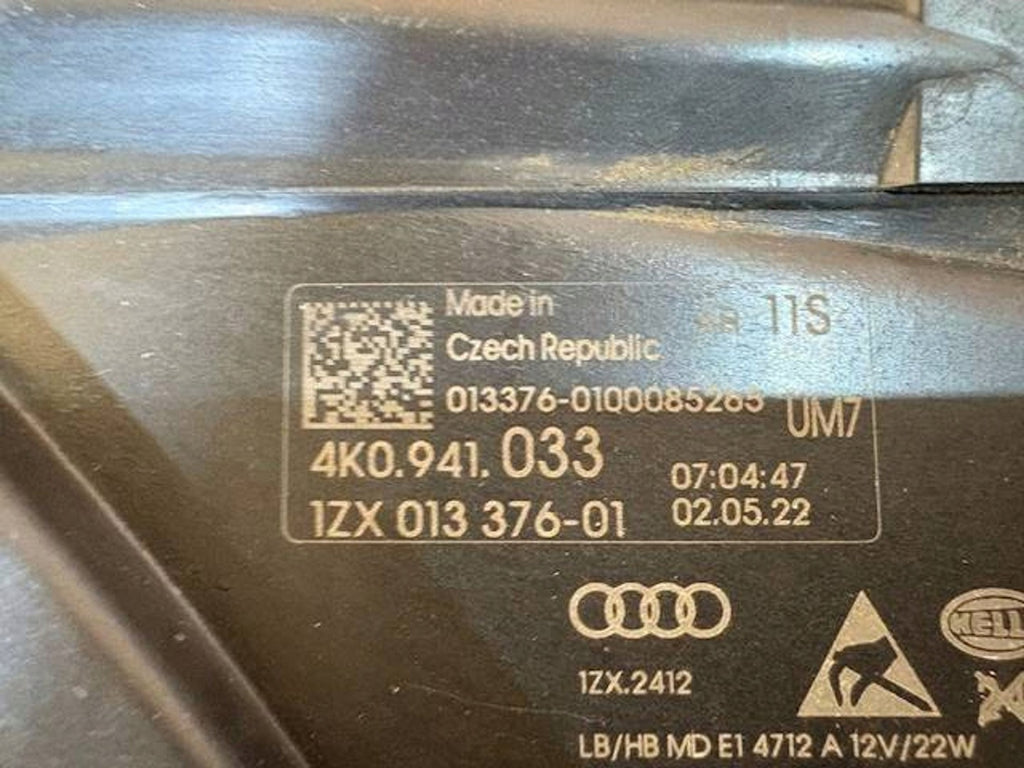 Made in
11S
Czech Republic
013376-0100085265
UM7
4K0.941.033
07:04:47
1ZX 013 376-01
02.05.22
1ZX.2412
LB/HB MD E1 4712 A 12V/22W